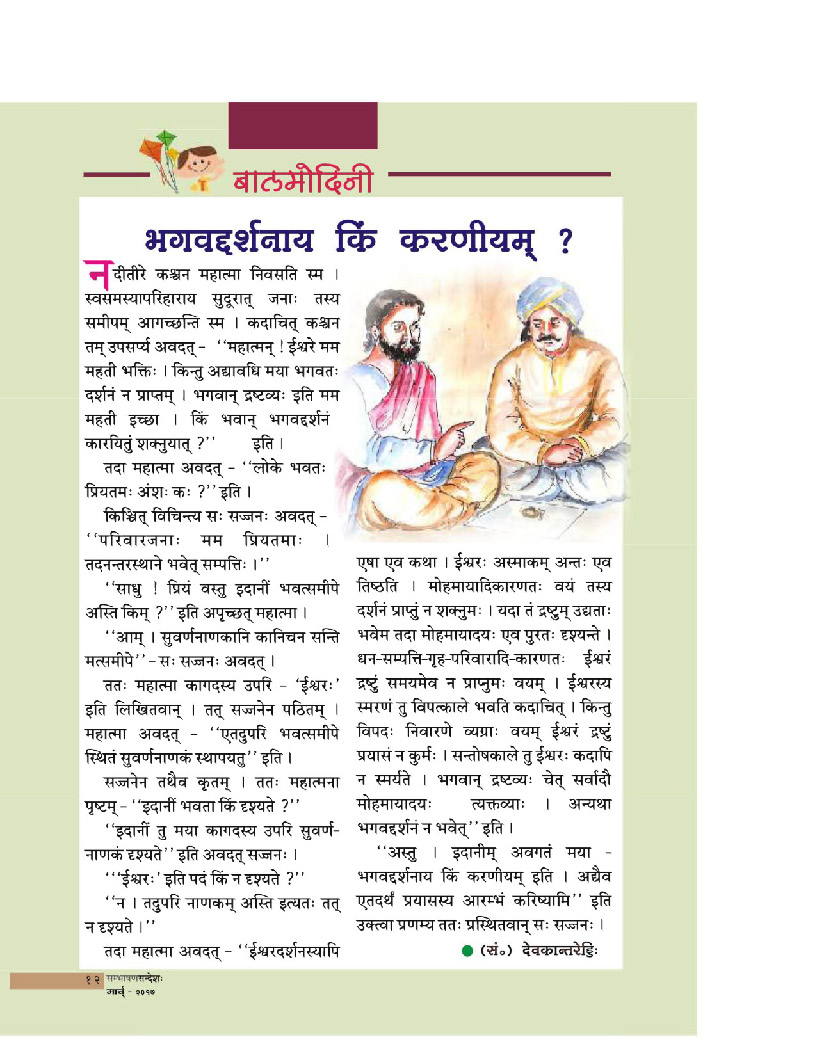 बालमोदिनी
भगवद्दर्शनाय किं करणीयम् ?
नदीतीरे कश्चन महात्मा निवसति स्म ।
स्वसमस्यापरिहाराय सुदूरात् जनाः तस्य
समीपम् आगच्छन्ति स्म । कदाचित् कश्चन
तम् उपसर्प्य अवदत् - ‘‘महात्मन् ! ईश्वरे मम
महती भक्तिः । किन्तु अद्यावधि मया भगवतः
दर्शनं न प्राप्तम् । भगवान् द्रष्टव्यः इति मम
महती इच्छा । किं भवान् भगवद्दर्शनं
कारयितुं शक्नुयात् ?’’ इति ।
तदा महात्मा अवदत् - ‘‘लोके भवतः
प्रियतमः अंशः कः ?’’ इति ।
किञ्चित् विचिन्त्य सः सज्जनः अवदत् -
‘‘परिवारजनाः मम प्रियतमाः ।
तदनन्तरस्थाने भवेत् सम्पत्तिः ।’’
‘‘साधु ! प्रियं वस्तु इदानीं भवत्समीपे
अस्ति किम् ?’’ इति अपृच्छत् महात्मा ।
‘‘आम् । सुवर्णनाणकानि कानिचन सन्ति
मत्समीपे’’ - सः सज्जनः अवदत् ।
ततः महात्मा कागदस्य उपरि - ‘ईश्वरः’
इति लिखितवान् । तत् सज्जनेन पठितम् ।
महात्मा अवदत् - ‘‘एतदुपरि भवत्समीपे
स्थितं सुवर्णनाणकं स्थापयतु’’ इति ।
सज्जनेन तथैव कृतम् । ततः महात्मना
पृष्टम् - ‘‘इदानीं भवता किं दृश्यते ?’’
‘‘इदानीं तु मया कागदस्य उपरि सुवर्ण-
नाणकं दृश्यते’’ इति अवदत् सज्जनः ।
‘‘‘ईश्वरः’ इति पदं किं न दृश्यते ?’’
‘‘न । तदुपरि नाणकम् अस्ति इत्यतः तत्
न दृश्यते ।’’
तदा महात्मा अवदत् - ‘‘ईश्वरदर्शनस्यापि
एषा एव कथा । ईश्वरः अस्माकम् अन्तः एव
तिष्ठति । मोहमायादिकारणतः वयं तस्य
दर्शनं प्राप्तुं न शक्नुमः । यदा तं द्रष्टुम् उद्यताः
भवेम तदा मोहमायादयः एव पुरतः दृश्यन्ते ।
धन-सम्पत्ति-गृह-परिवारादि-कारणतः ईश्वरं
द्रष्टुं समयमेव न प्राप्नुमः वयम् । ईश्वरस्य
स्मरणं तु विपत्काले भवति कदाचित् । किन्तु
विपदः निवारणे व्यग्राः वयम् ईश्वरं द्रष्टुं
प्रयासं न कुर्मः । सन्तोषकाले तु ईश्वरः कदापि
न स्मर्यते । भगवान् द्रष्टव्यः चेत् सर्वादौ
मोहमायादयः त्यक्तव्याः । अन्यथा
भगवद्दर्शनं न भवेत्’’ इति ।
‘‘अस्तु । इदानीम् अवगतं मया -
भगवद्दर्शनाय किं करणीयम् इति । अद्यैव
एतदर्थं प्रयासस्य आरम्भं करिष्यामि’’ इति
उक्त्वा प्रणम्य ततः प्रस्थितवान् सः सज्जनः ।
● (सं०) देवकान्तरेड्डिः
१२ सम्भाषणसन्देशः
मार्च् - २०१७